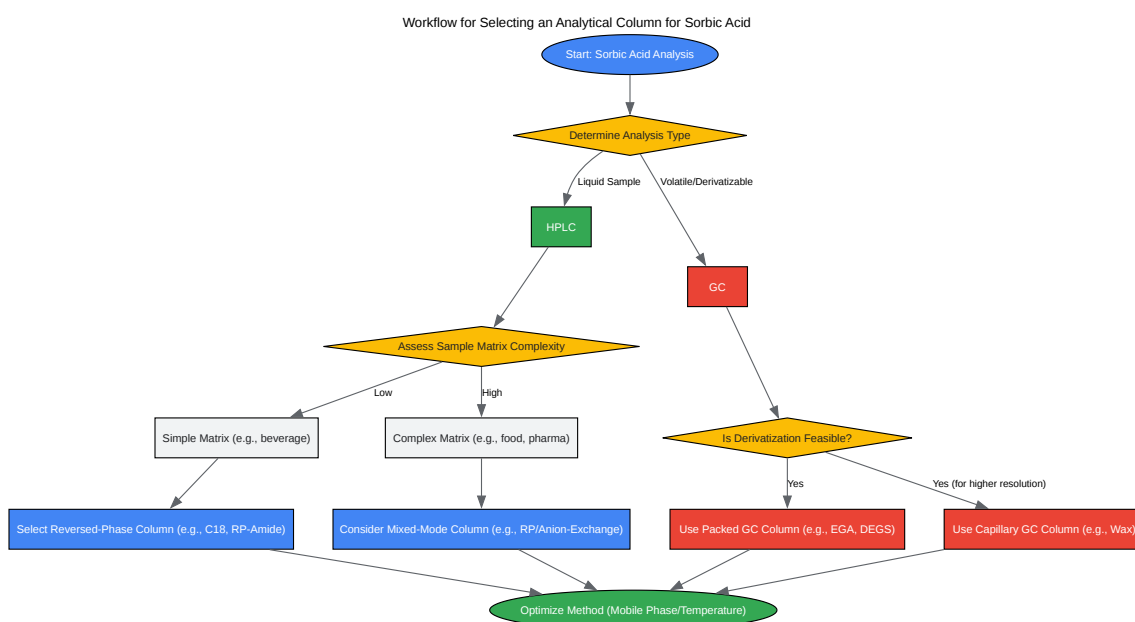 Workflow for Selecting an Analytical Column for Sorbic Acid
Start: Sorbic Acid Analysis
Determine Analysis Type
Liquid Sample
Volatile/Derivatizable
HPLC
GC
Assess Sample Matrix Complexity
Low
High
Simple Matrix (e.g., beverage)
Complex Matrix (e.g., food, pharma)
Is Derivatization Feasible?
Yes
Yes (for higher resolution)
Select Reversed-Phase Column (e.g., C18, RP-Amide)
Consider Mixed-Mode Column (e.g., RP/Anion-Exchange)
Use Packed GC Column (e.g., EGA, DEGS)
Use Capillary GC Column (e.g., Wax)
Optimize Method (Mobile Phase/Temperature)